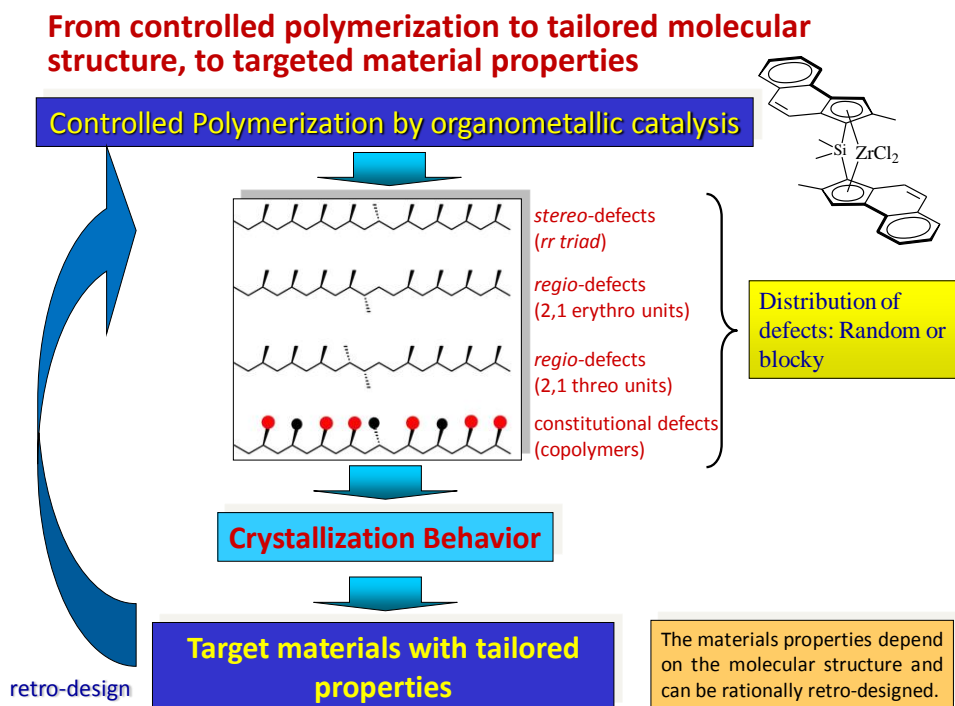 From controlled polymerization to tailored molecular
structure, to targeted material properties
Controlled Polymerization by organometallic catalysis
Si
ZrCl2
stereo-defects
(rr triad)
regio-defects
(2,1 erythro units)
regio-defects
(2,1 threo units)
constitutional defects
(copolymers)
Distribution of
defects: Random or
blocky
Crystallization Behavior
Target materials with tailored
properties
retro-design
The materials properties depend
on the molecular structure and
can be rationally retro-designed.